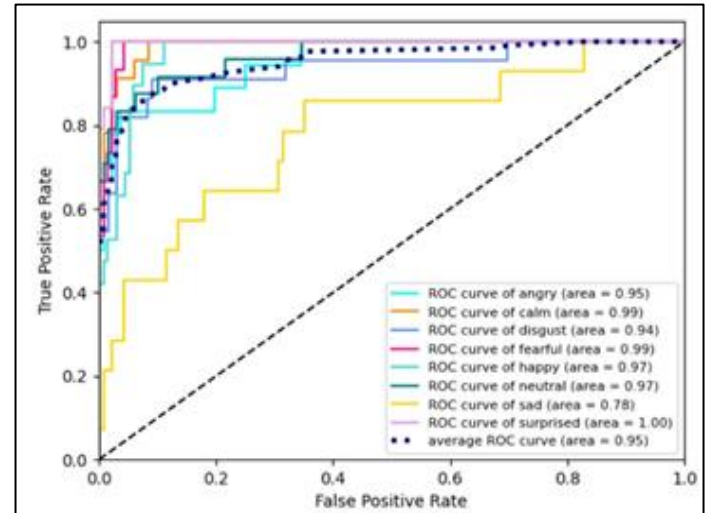 1.0
0.8
0.6
0.4
0.2
0.0
True Positive Rate
ROC curve of angry (area = 0.95)
ROC curve of calm (area = 0.99)
ROC curve of disgust (area = 0.94)
ROC curve of fearful (area = 0.99)
ROC curve of happy (area = 0.97)
ROC curve of neutral (area = 0.97)
ROC curve of sad (area = 0.78)
ROC curve of surprised (area = 1.00)
average ROC curve (area = 0.95)
0.0 0.2 0.4 0.6 0.8 1.0
False Positive Rate